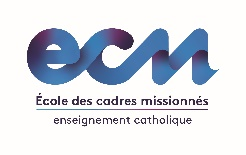 ecm
École des cadres missionnés
enseignement catholique